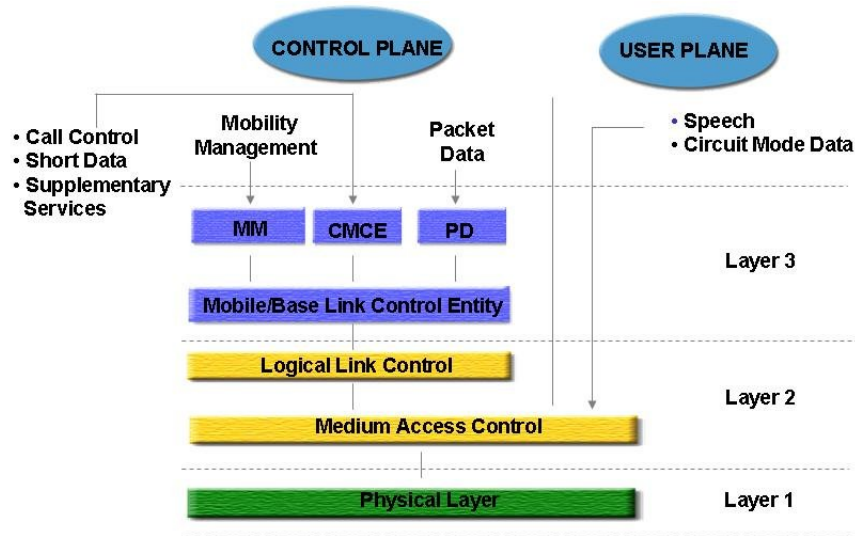 CONTROL PLANE
USER PLANE
• Call Control
• Short Data
• Supplementary
Services
Mobility
Management
Packet
Data
• Speech
• Circuit Mode Data
MM
CMCE
PD
Layer 3
Mobile/Base Link Control Entity
Logical Link Control
Layer 2
Medium Access Control
Physical Layer
Layer 1